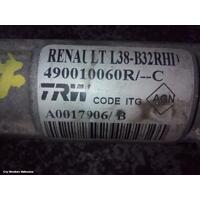 RENAULT L38-B32RHD
490010060R/--C
TRW CODE ITG AGN
A0017906/B